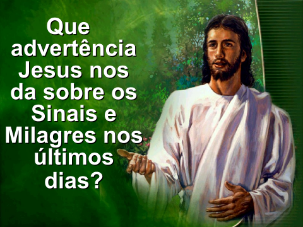 Que
advertência
Jesus nos
da sobre os
Sinais e
Milagres nos
últimos
dias?